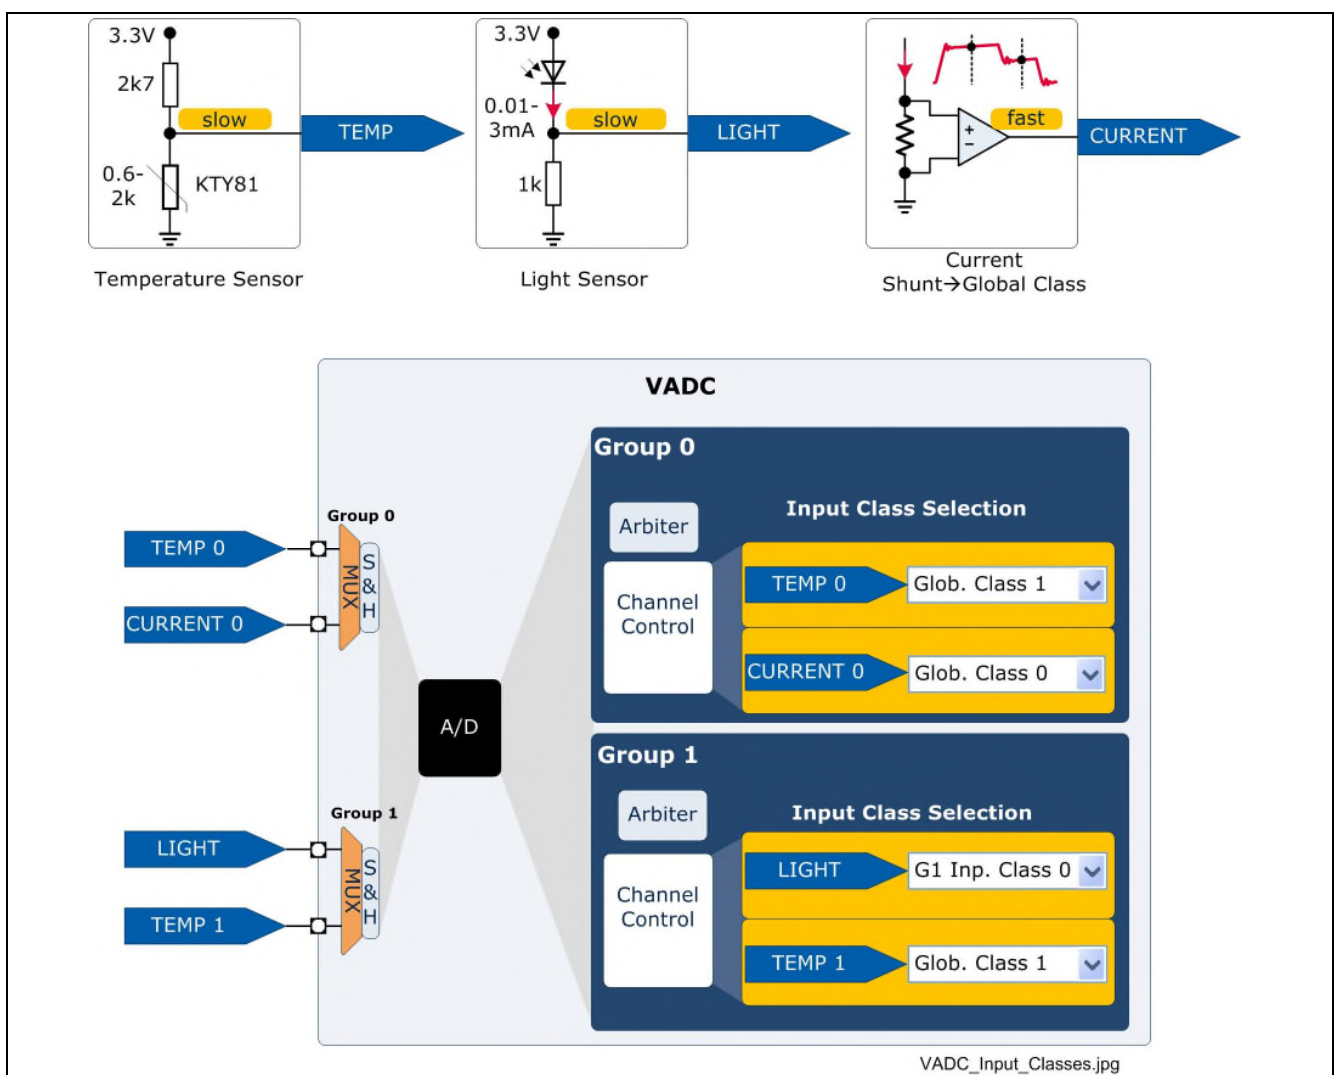 3.3V
2k7
slow
TEMP
0.6-
2k
KTY81
Temperature Sensor
3.3V
0.01-
3mA
slow
LIGHT
1k
Light Sensor
+
−
fast
CURRENT
Current
Shunt→Global Class
VADC
Group 0
TEMP 0
CURRENT 0
MUX
S
&
H
Group 1
LIGHT
TEMP 1
MUX
S
&
H
A/D
Group 0
Arbiter
Channel
Control
Input Class Selection
TEMP 0
Glob. Class 1
CURRENT 0
Glob. Class 0
Group 1
Arbiter
Channel
Control
Input Class Selection
LIGHT
G1 Inp. Class 0
TEMP 1
Glob. Class 1
VADC_Input_Classes.jpg